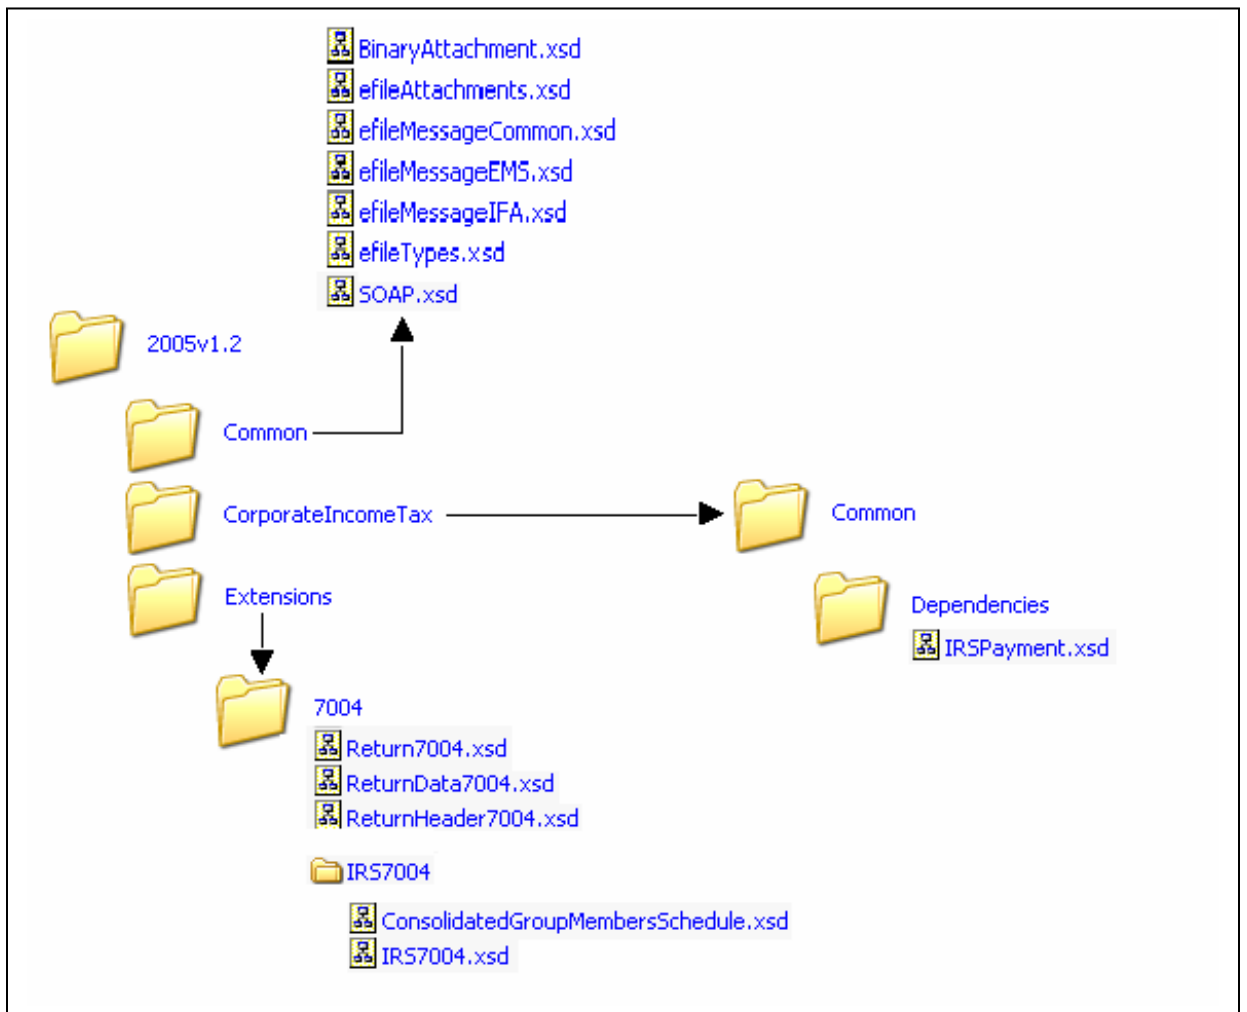 BinaryAttachment.xsd
efileAttachments.xsd
efileMessageCommon.xsd
efileMessageEMS.xsd
efileMessageIFA.xsd
efileTypes.xsd
SOAP.xsd
2005v1.2
Common
CorporateIncomeTax
Common
Extensions
Dependencies
IRSPayment.xsd
7004
Return7004.xsd
ReturnData7004.xsd
ReturnHeader7004.xsd
IRS7004
ConsolidatedGroupMembersSchedule.xsd
IRS7004.xsd